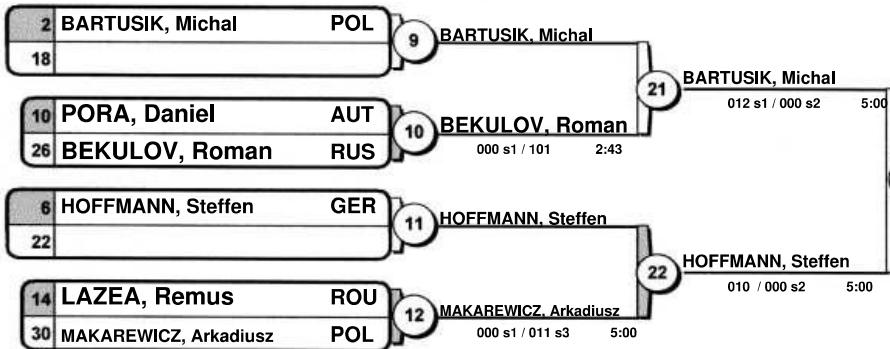 2 BARTUSIK, Michal POL
18
9
BARTUSIK, Michal
10 PORA, Daniel AUT
26 BEKULOV, Roman RUS
10
BEKULOV, Roman
000 s1 / 101 2:43
21
BARTUSIK, Michal
012 s1 / 000 s2 5:00
6 HOFFMANN, Steffen GER
22
11
HOFFMANN, Steffen
14 LAZEA, Remus ROU
30 MAKAREWICZ, Arkadiusz POL
12
MAKAREWICZ, Arkadiusz
000 s1 / 011 s3 5:00
22
HOFFMANN, Steffen
010 / 000 s2 5:00